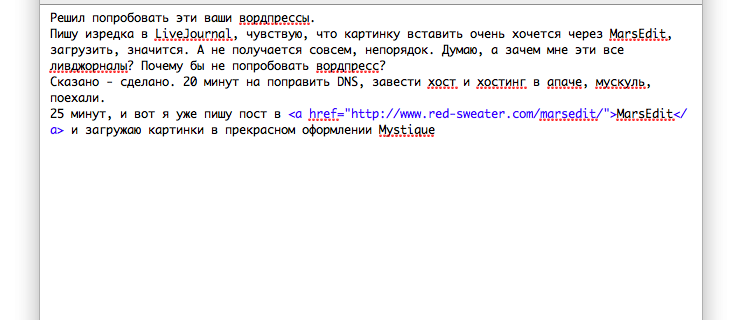 Решил попробовать эти ваши вордпрессы.
Пишу изредка в LiveJournal, чувствую, что картинку вставить очень хочется через MarsEdit,
загрузить, значится. А не получается совсем, непорядок. Думаю, а зачем мне эти все
ливджорналы? Почему бы не попробовать вордпресс?
Сказано - сделано. 20 минут на поправить DNS, завести хост и хостинг в апаче, мускуль,
поехали.
25 минут, и вот я уже пишу пост в <a href="http://www.red-sweater.com/marsedit/">MarsEdit</
a> и загружаю картинки в прекрасном оформлении Mystique